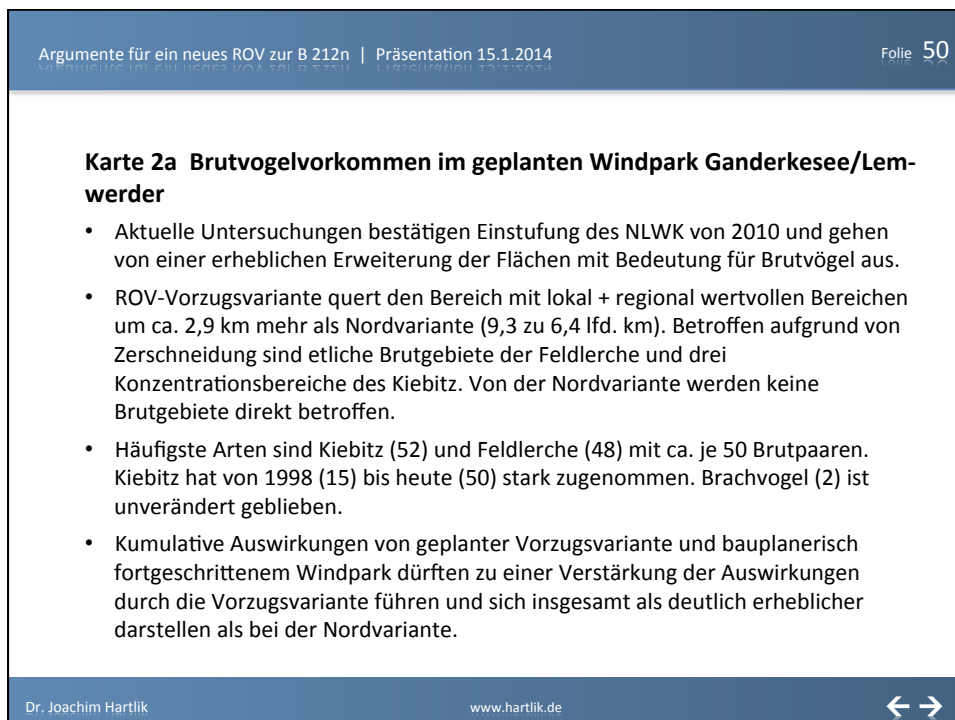 Argumente für ein neues ROV zur B 212n | Präsentation 15.1.2014 Folie 50
Karte 2a Brutvogelvorkommen im geplanten Windpark Ganderkesee/Lem-
werder
• Aktuelle Untersuchungen bestätigen Einstufung des NLWK von 2010 und gehen
von einer erheblichen Erweiterung der Flächen mit Bedeutung für Brutvögel aus.
• ROV-Vorzugsvariante quert den Bereich mit lokal + regional wertvollen Bereichen
um ca. 2,9 km mehr als Nordvariante (9,3 zu 6,4 lfd. km). Betroffen aufgrund von
Zerschneidung sind etliche Brutgebiete der Feldlerche und drei
Konzentrationsbereiche des Kiebitz. Von der Nordvariante werden keine
Brutgebiete direkt betroffen.
• Häufigste Arten sind Kiebitz (52) und Feldlerche (48) mit ca. je 50 Brutpaaren.
Kiebitz hat von 1998 (15) bis heute (50) stark zugenommen. Brachvogel (2) ist
unverändert geblieben.
• Kumulative Auswirkungen von geplanter Vorzugsvariante und bauplanerisch
fortgeschrittenem Windpark dürften zu einer Verstärkung der Auswirkungen
durch die Vorzugsvariante führen und sich insgesamt als deutlich erheblicher
darstellen als bei der Nordvariante.
Dr. Joachim Hartlik www.hartlik.de ← →